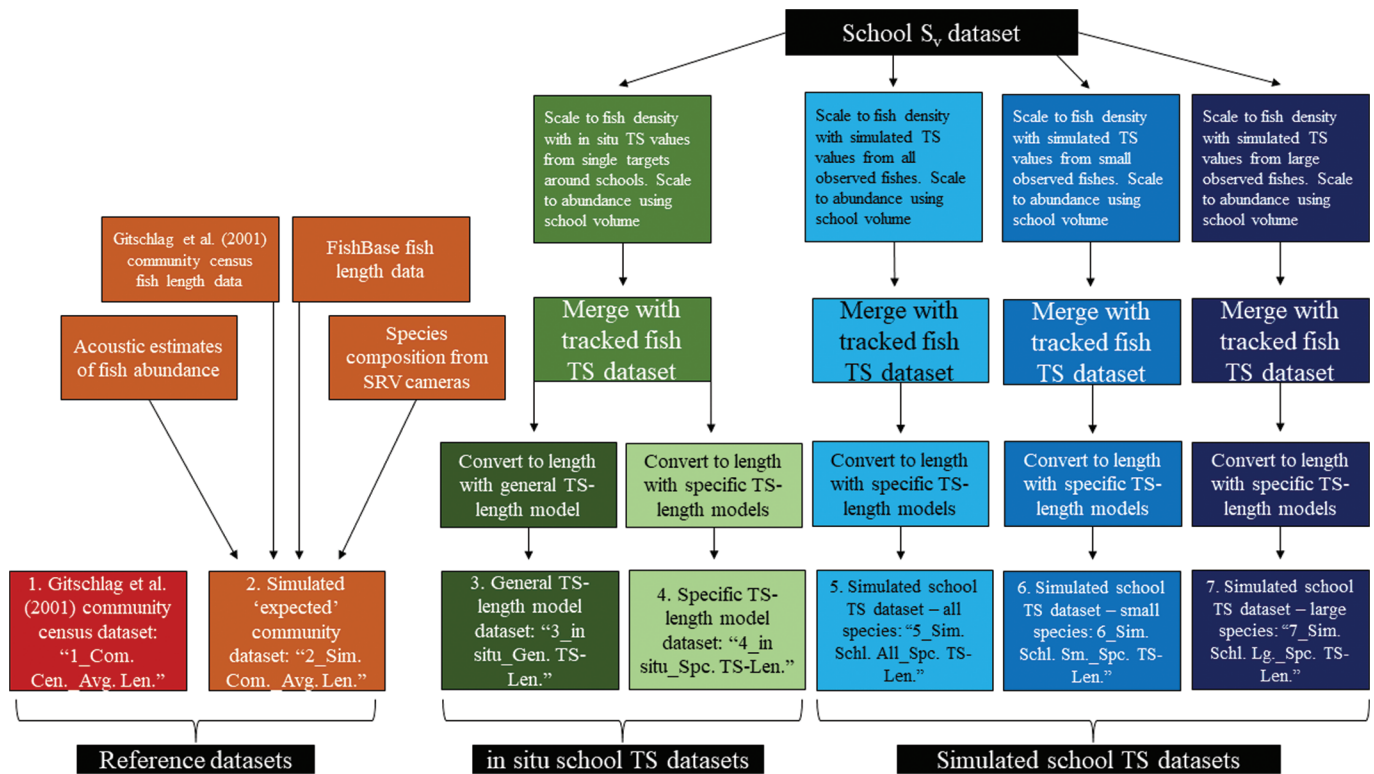 School Sv dataset
Scale to fish density
with in situ TS values
from single targets
around schools. Scale
to abundance using
school volume
Scale to fish density
with simulated TS
values from all
observed fishes. Scale
to abundance using
school volume
Scale to fish density
with simulated TS
values from small
observed fishes. Scale
to abundance using
school volume
Scale to fish density
with simulated TS
values from large
observed fishes. Scale
to abundance using
school volume
Gitschlag et al. (2001)
community census
fish length data
FishBase fish
length data
Acoustic estimates
of fish abundance
Species
composition from
SRV cameras
Merge with
tracked fish
TS dataset
Merge with
tracked fish
TS dataset
Merge with
tracked fish
TS dataset
Merge with
tracked fish
TS dataset
Convert to length
with general TS-
length model
Convert to length
with specific TS-
length models
Convert to length
with specific TS-
length models
Convert to length
with specific TS-
length models
Convert to length
with specific TS-
length models
1. Gitschlag et al.
(2001) community
census dataset:
“1_Com.
Cen._Avg. Len.”
2. Simulated
‘expected’
community
dataset: “2_Sim.
Com._Avg. Len.”
3. General TS-
length model
dataset: “3_in
situ_Gen. TS-
Len.”
4. Specific TS-
length model
dataset: “4_in
situ_Spc. TS-Len.”
5. Simulated school
TS dataset – all
species: “5_Sim.
Schl. All_Spc. TS-
Len.”
6. Simulated school
TS dataset – small
species: 6_Sim.
Schl. Sm._Spc. TS-
Len.”
7. Simulated school
TS dataset – large
species: “7_Sim.
Schl. Lg._Spc. TS-
Len.”
Reference datasets
in situ school TS datasets
Simulated school TS datasets